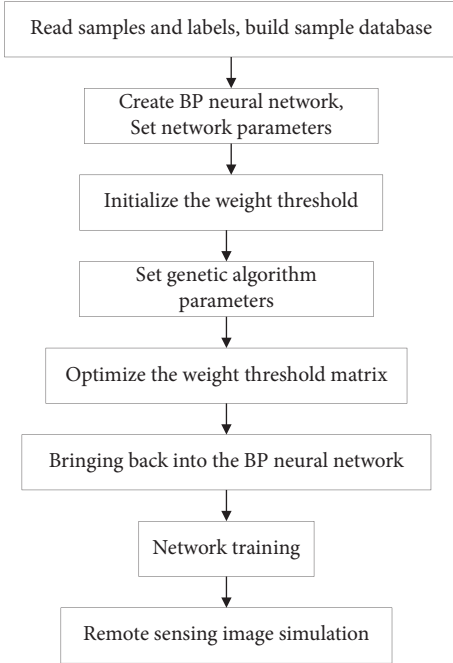 Read samples and labels, build sample database
Create BP neural network,
Set network parameters
Initialize the weight threshold
Set genetic algorithm
parameters
Optimize the weight threshold matrix
Bringing back into the BP neural network
Network training
Remote sensing image simulation